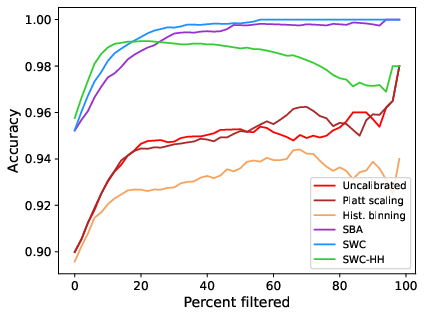 1.00
0.98
0.96
0.94
0.92
0.90
Accuracy
0 20 40 60 80 100
Percent filtered
Uncalibrated
Platt scaling
Hist. binning
SBA
SWC
SWC-HH